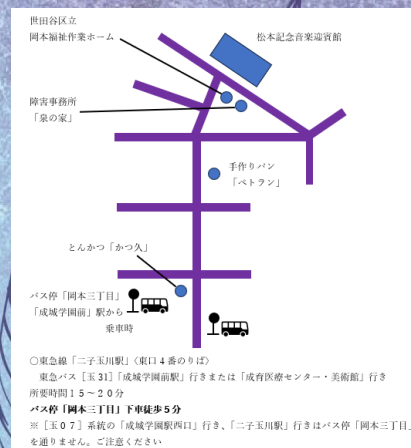 世田谷区立
岡本福祉作業ホーム
松本記念音楽迎賓館
障害事務所
「泉の家」
手作りパン
「ベトラン」
とんかつ「かつ久」
バス停「岡本三丁目」
「成城学園前」駅から
乗車時
〇東急線「二子玉川駅」〈東口4番のりば〉
東急バス［玉31］「成城学園前駅」行きまたは「成育医療センター・美術館」行き
所要時間15～20分
バス停「岡本三丁目」下車徒歩5分
※［玉07］系統の「成城学園駅西口」行き、「二子玉川駅」行きはバス停「岡本三丁目」
を通りません。ご注意ください